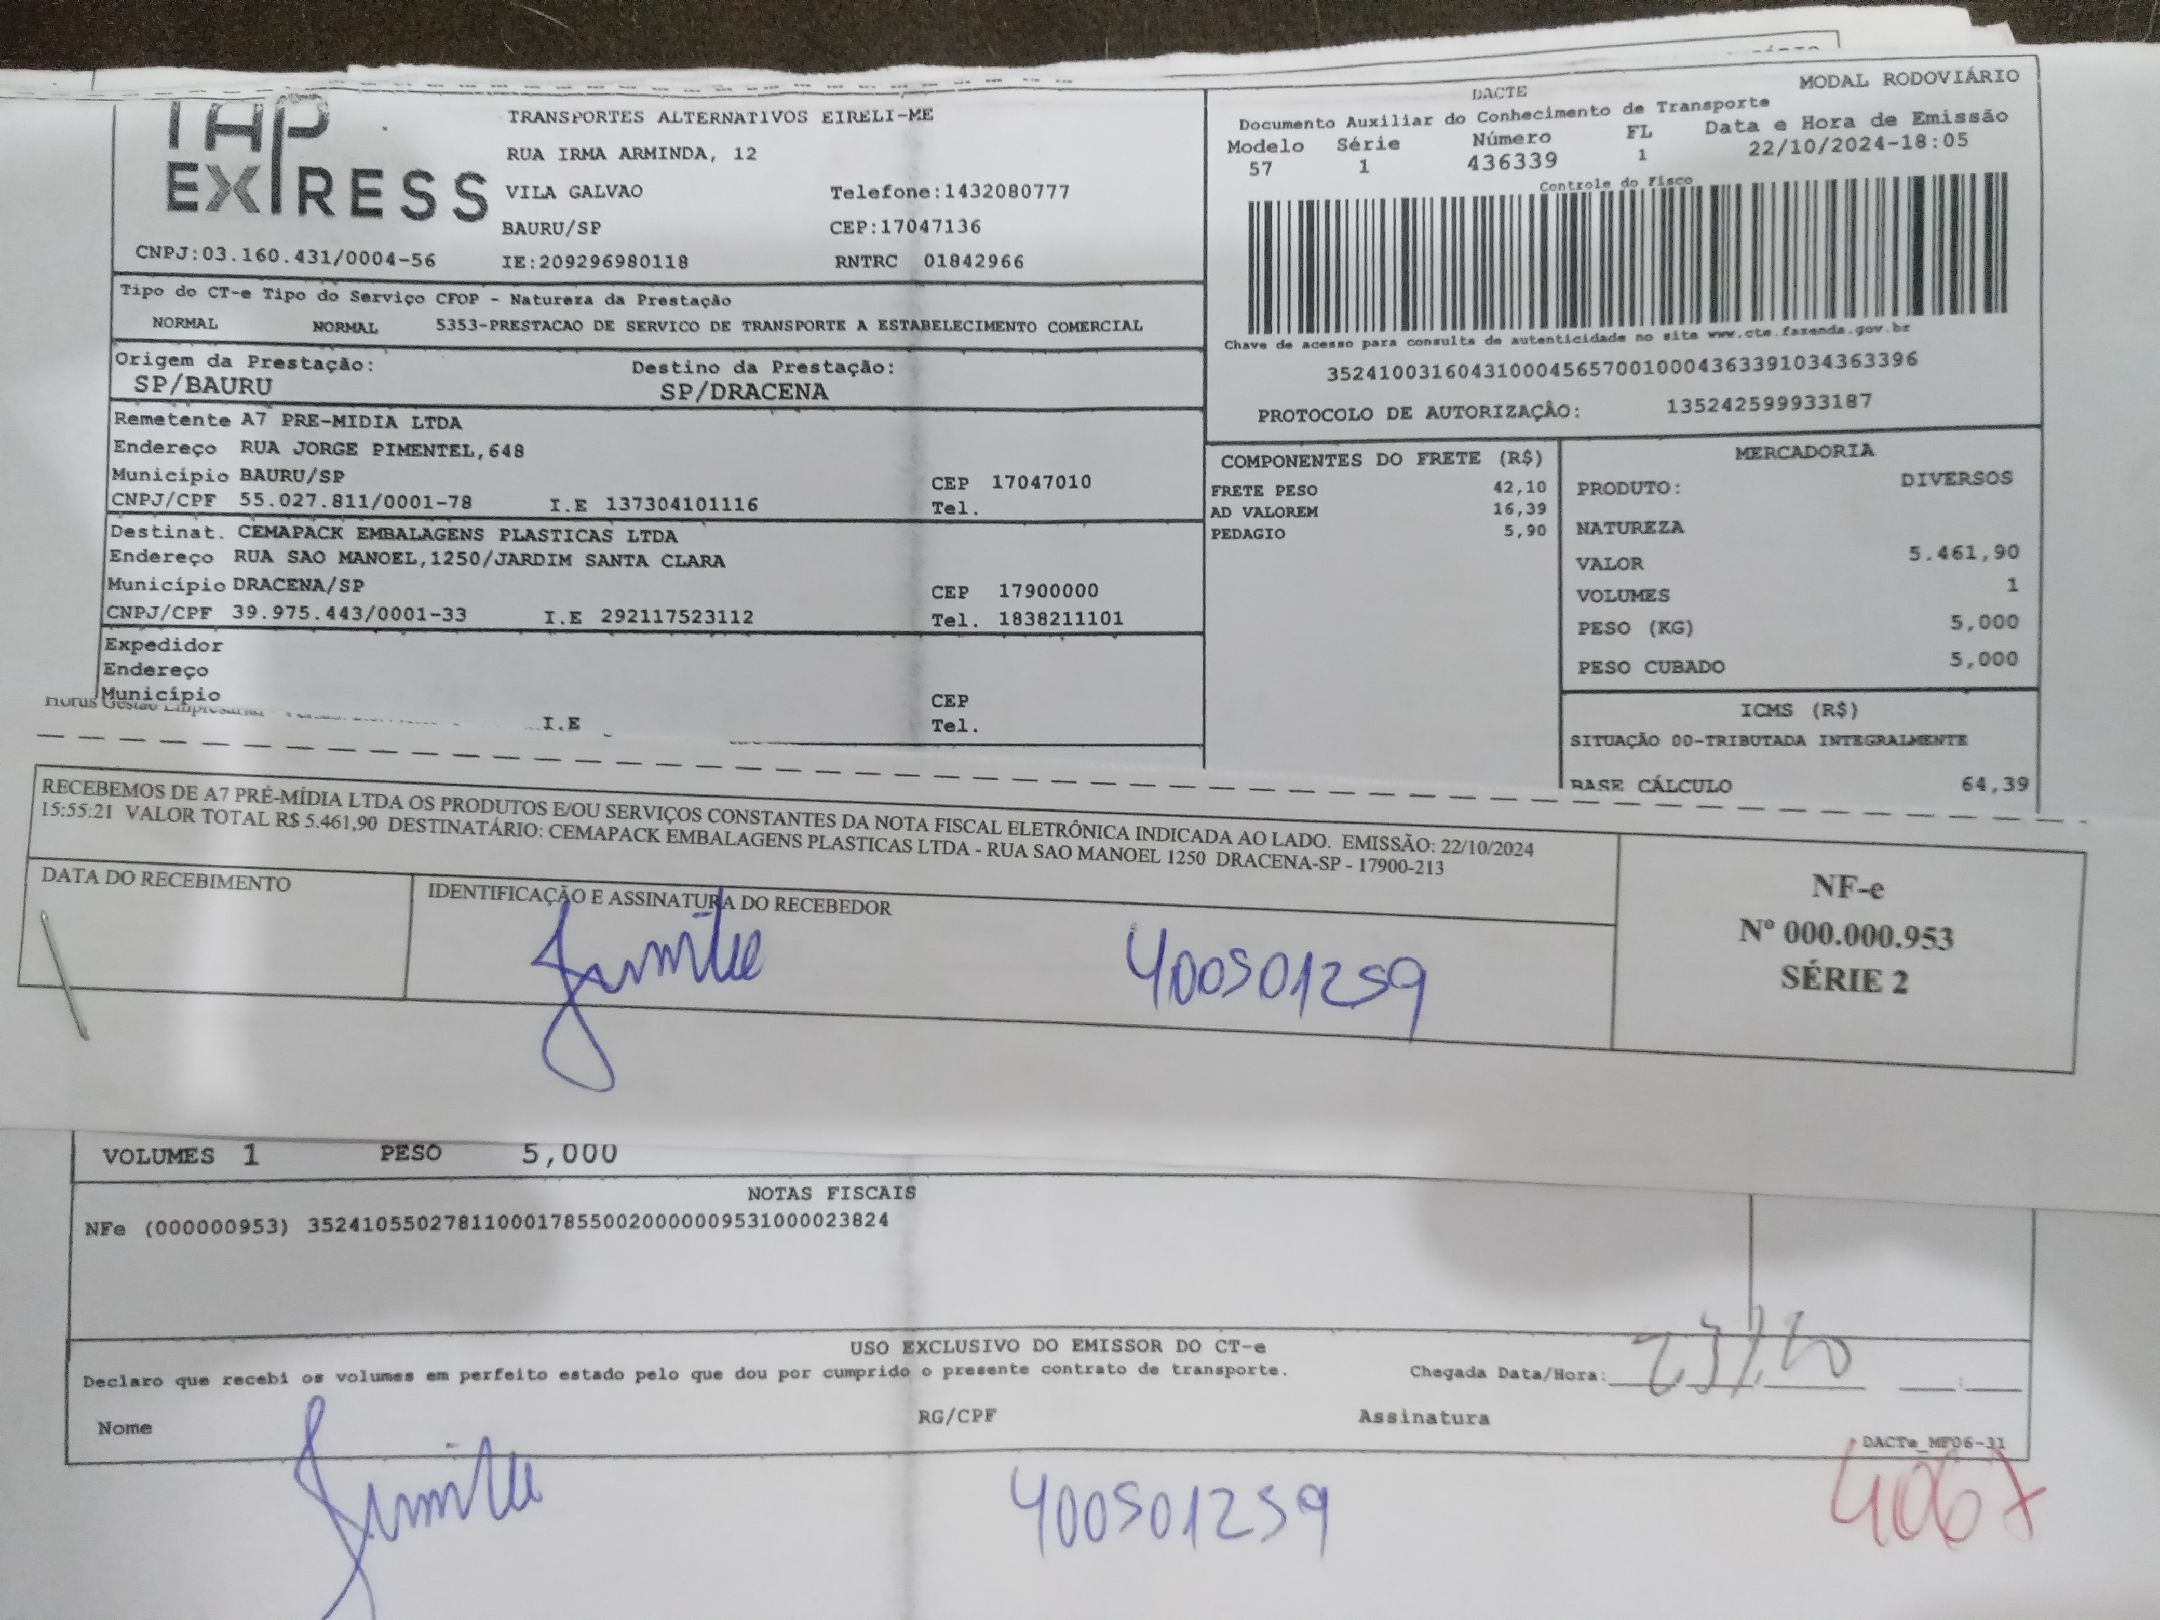 TAP
EXPRESS
TRANSPORTES ALTERNATIVOS EIRELI-ME
RUA IRMA ARMINDA, 12
VILA GALVAO Telefone:1432080777
BAURU/SP CEP:17047136
CNPJ:03.160.431/0004-56 IE:209296980118 RNTRC 01842966
Tipo do CT-e Tipo do Serviço CFOP - Natureza da Prestação
NORMAL NORMAL 5353-PRESTACAO DE SERVICO DE TRANSPORTE A ESTABELECIMENTO COMERCIAL
Origem da Prestação: Destino da Prestação:
SP/BAURU SP/DRACENA
Remetente A7 PRE-MIDIA LTDA
Endereço RUA JORGE PIMENTEL,648
Município BAURU/SP CEP 17047010
CNPJ/CPF 55.027.811/0001-78 I.E 137304101116 Tel.
Destinat. CEMAPACK EMBALAGENS PLASTICAS LTDA
Endereço RUA SAO MANOEL,1250/JARDIM SANTA CLARA
Município DRACENA/SP CEP 17900000
CNPJ/CPF 39.975.443/0001-33 I.E 292117523112 Tel. 1838211101
Expedidor
Endereço
Município CEP
I.E Tel.
DACTE MODAL RODOVIÁRIO
Documento Auxiliar do Conhecimento de Transporte
Modelo Série Número FL Data e Hora de Emissão
57 1 436339 1 22/10/2024-18:05
Controle do Fisco
Chave de acesso para consulta de autenticidade no site www.cte.fazenda.gov.br
35241003160431000456570010004363391034363396
PROTOCOLO DE AUTORIZAÇÂO: 135242599933187
COMPONENTES DO FRETE (R$)
FRETE PESO 42,10
AD VALOREM 16,39
PEDAGIO 5,90
MERCADORIA
PRODUTO: DIVERSOS
NATUREZA
VALOR 5.461,90
VOLUMES 1
PESO (KG) 5,000
PESO CUBADO 5,000
ICMS (R$)
SITUAÇÃO 00-TRIBUTADA INTEGRALMENTE
BASE CÁLCULO 64,39
Horus Gestão Empresarial
RECEBEMOS DE A7 PRÉ-MÍDIA LTDA OS PRODUTOS E/OU SERVIÇOS CONSTANTES DA NOTA FISCAL ELETRÔNICA INDICADA AO LADO. EMISSÃO: 22/10/2024
15:55:21 VALOR TOTAL R$ 5.461,90 DESTINATÁRIO: CEMAPACK EMBALAGENS PLASTICAS LTDA - RUA SAO MANOEL 1250 DRACENA-SP - 17900-213
DATA DO RECEBIMENTO IDENTIFICAÇÃO E ASSINATURA DO RECEBEDOR
400501259
NF-e
Nº 000.000.953
SÉRIE 2
VOLUMES 1 PESO 5,000
NOTAS FISCAIS
NFe (000000953) 35241055027811000178550020000009531000023824
USO EXCLUSIVO DO EMISSOR DO CT-e
Declaro que recebi os volumes em perfeito estado pelo que dou por cumprido o presente contrato de transporte. Chegada Data/Hora: 23/10
Nome RG/CPF Assinatura
DACTe_MF06-31
400501259 4067